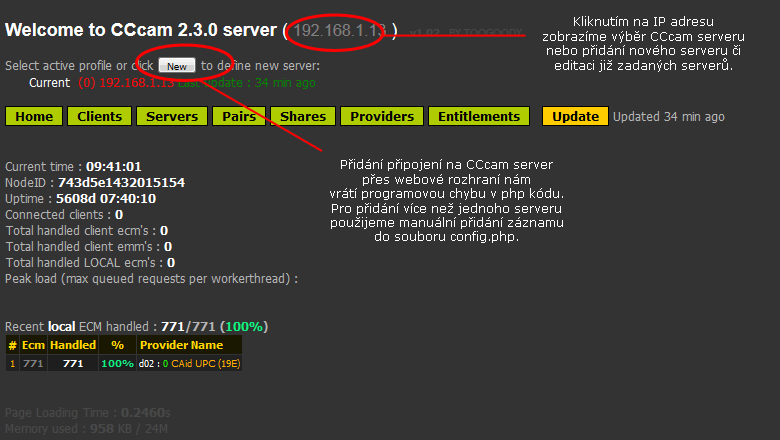 Welcome to CCcam 2.3.0 server ( 192.168.1.13 ) v1.02 BY TOOGOODY
Kliknutím na IP adresu
zobrazíme výběr CCcam serveru
nebo přidání nového serveru či
editaci již zadaných serverů.
Select active profile or click New to define new server:
Current (0) 192.168.1.13 Last update : 34 min ago
Home Clients Servers Pairs Shares Providers Entitlements Update Updated 34 min ago
Přidání připojení na CCcam server
přes webové rozhraní nám
vrátí programovou chybu v php kódu.
Pro přidání více než jednoho serveru
použijeme manuální přidání záznamu
do souboru config.php.
Current time : 09:41:01
NodeID : 743d5e1432015154
Uptime : 5608d 07:40:10
Connected clients : 0
Total handled client ecm's : 0
Total handled client emm's : 0
Total handled LOCAL ecm's : 0
Peak load (max queued requests per workerthread) :
Recent local ECM handled : 771/771 (100%)
# Ecm Handled % Provider Name
1 771 771 100% d02 : 0 CAid UPC (19E)
Page Loading Time : 0.2460s
Memory used : 958 KB / 24M